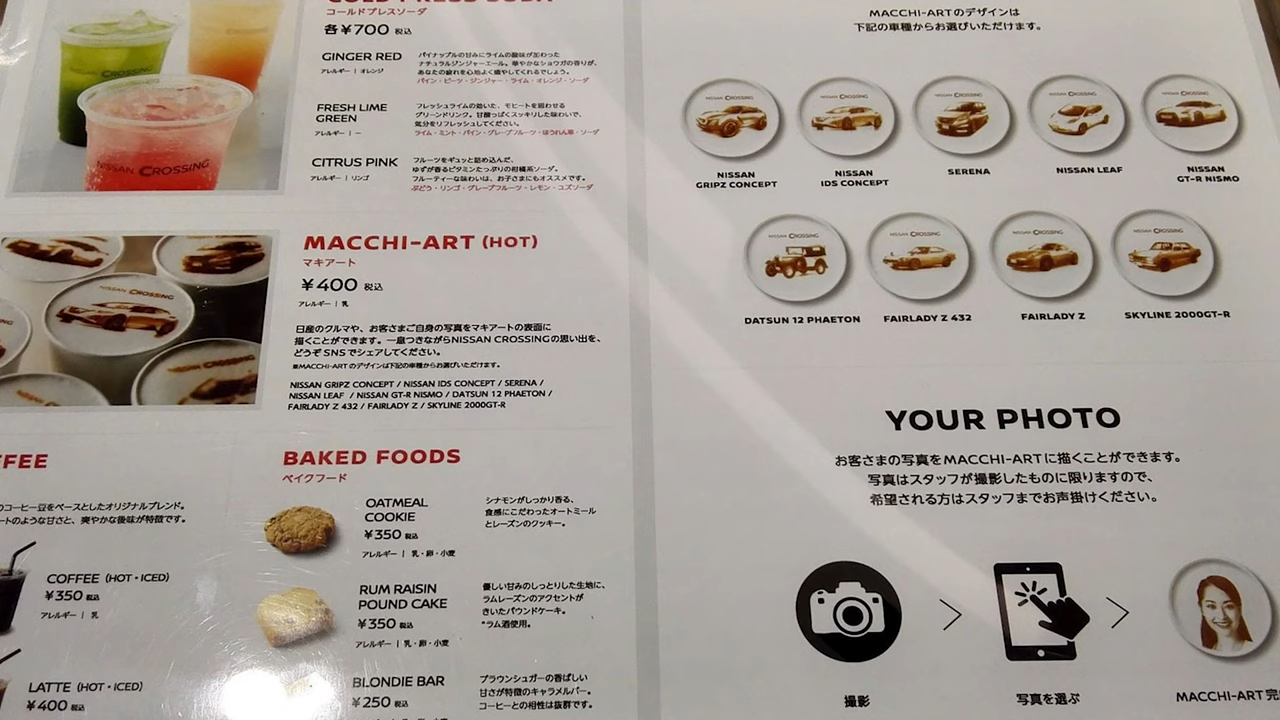 コールドプレスソーダ
各¥700 税込
GINGER RED
アレルギー | オレンジ
パイナップルの甘みにライムの酸味が加わった
ナチュラルジンジャーエール。華やかなショウガの香りが、
あなたの疲れを心地よく癒やしてくれるでしょう。
パイン・ビーツ・ジンジャー・ライム・オレンジ・ソーダ
FRESH LIME
GREEN
アレルギー | ー
フレッシュライムの効いた、モヒートを思わせる
グリーンドリンク。甘酸っぱくスッキリした味わいで、
気分をリフレッシュしてください。
ライム・ミント・パイン・グレープフルーツ・ほうれん草・ソーダ
CITRUS PINK
アレルギー | リンゴ
フルーツをギュッと詰め込んだ、
ゆずが香るビタミンたっぷりの柑橘系ソーダ。
フルーティーな味わいは、お子さまにもオススメです。
ぶどう・リンゴ・グレープフルーツ・レモン・ユズソーダ
NISSAN CROSSING
MACCHI-ART (HOT)
マキアート
¥400 税込
アレルギー | 乳
日産のクルマや、お客さまご自身の写真をマキアートの表面に
描くことができます。一息つきながらNISSAN CROSSINGの思い出を、
どうぞSNSでシェアしてください。
※MACCHI-ARTのデザインは下記の車種からお選びいただけます。
NISSAN GRIPZ CONCEPT / NISSAN IDS CONCEPT / SERENA /
NISSAN LEAF / NISSAN GT-R NISMO / DATSUN 12 PHAETON /
FAIRLADY Z 432 / FAIRLADY Z / SKYLINE 2000GT-R
NISSAN CROSSING
FFEE
のコーヒー豆をベースとしたオリジナルブレンド。
ートのような甘さと、爽やかな後味が特徴です。
COFFEE (HOT・ICED)
¥350 税込
アレルギー | 乳
LATTE (HOT・ICED)
¥400 税込
BAKED FOODS
ベイクフード
OATMEAL
COOKIE
¥350 税込
アレルギー | 乳・卵・小麦
シナモンがしっかり香る、
食感にこだわったオートミール
とレーズンのクッキー。
RUM RAISIN
POUND CAKE
¥350 税込
アレルギー | 乳・卵・小麦
優しい甘みのしっとりした生地に、
ラムレーズンのアクセントが
きいたパウンドケーキ。
*ラム酒使用。
BLONDIE BAR
¥250 税込
ブラウンシュガーの香ばしい
甘さが特徴のキャラメルバー。
コーヒーとの相性は抜群です。
MACCHI-ARTのデザインは
下記の車種からお選びいただけます。
NISSAN CROSSING
NISSAN CROSSING
NISSAN CROSSING
NISSAN CROSSING
NISSAN CROSSING
NISSAN
GRIPZ CONCEPT
NISSAN
IDS CONCEPT
SERENA
NISSAN LEAF
NISSAN
GT-R NISMO
NISSAN CROSSING
NISSAN CROSSING
NISSAN CROSSING
NISSAN CROSSING
DATSUN 12 PHAETON
FAIRLADY Z 432
FAIRLADY Z
SKYLINE 2000GT-R
YOUR PHOTO
お客さまの写真をMACCHI-ARTに描くことができます。
写真はスタッフが撮影したものに限りますので、
希望される方はスタッフまでお声掛けください。
撮影
写真を選ぶ
MACCHI-ART 完